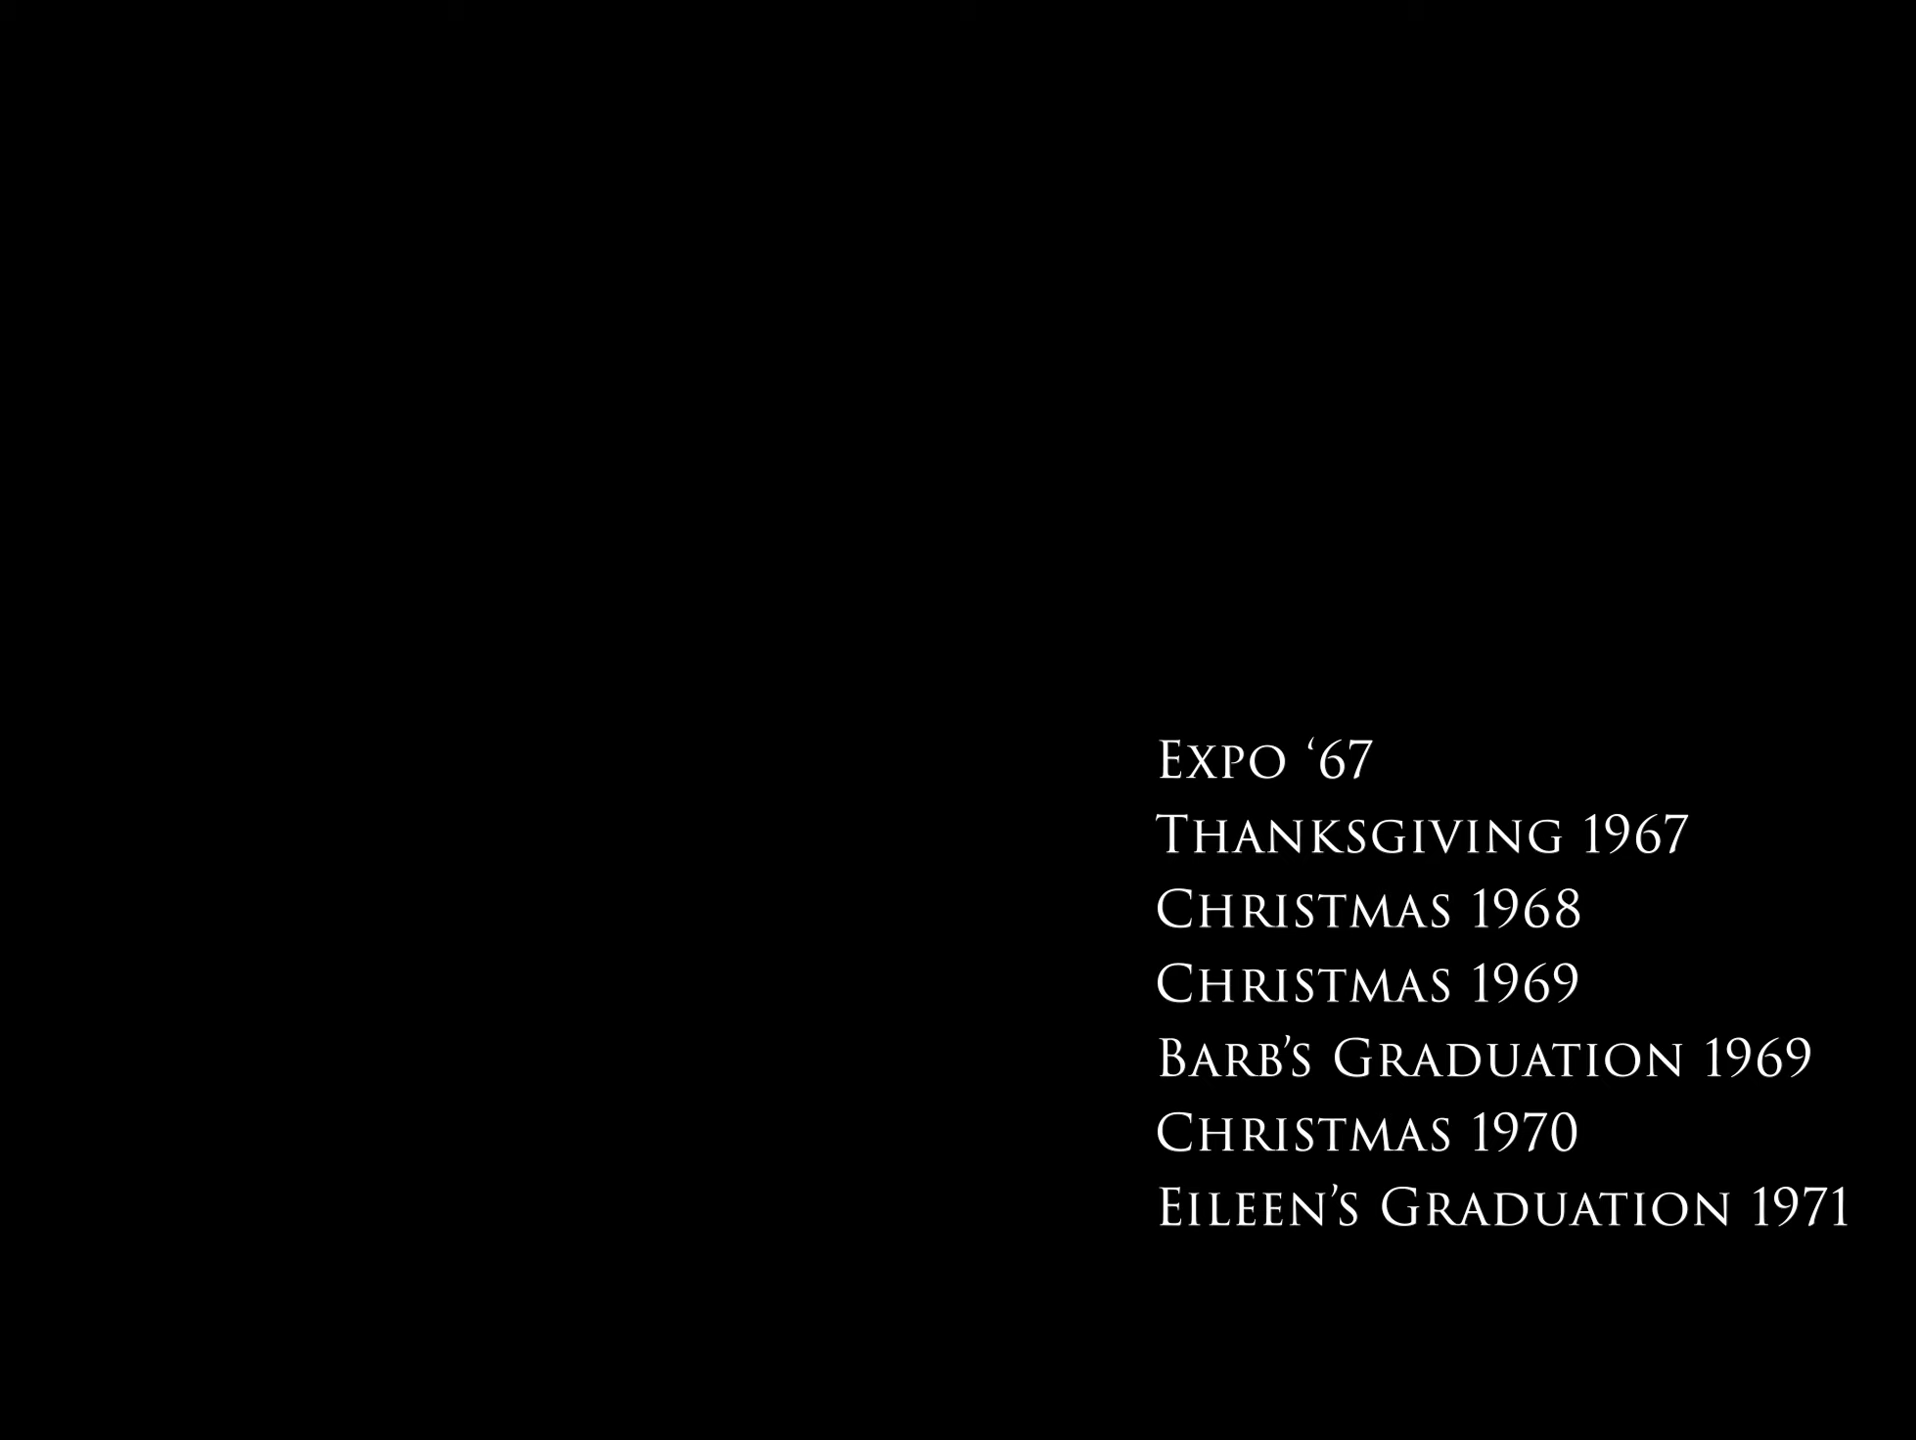 Expo ‘67
Thanksgiving 1967
Christmas 1968
Christmas 1969
Barb’s Graduation 1969
Christmas 1970
Eileen’s Graduation 1971